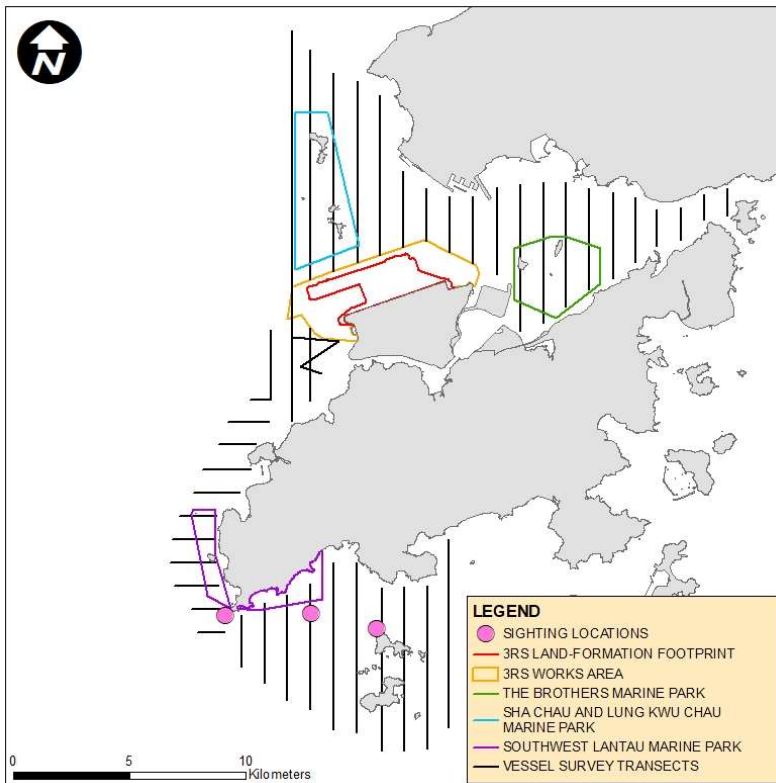 N
LEGEND
SIGHTING LOCATIONS
3RS LAND-FORMATION FOOTPRINT
3RS WORKS AREA
THE BROTHERS MARINE PARK
SHA CHAU AND LUNG KWU CHAU
MARINE PARK
SOUTHWEST LANTAU MARINE PARK
VESSEL SURVEY TRANSECTS
0 5 10
Kilometers